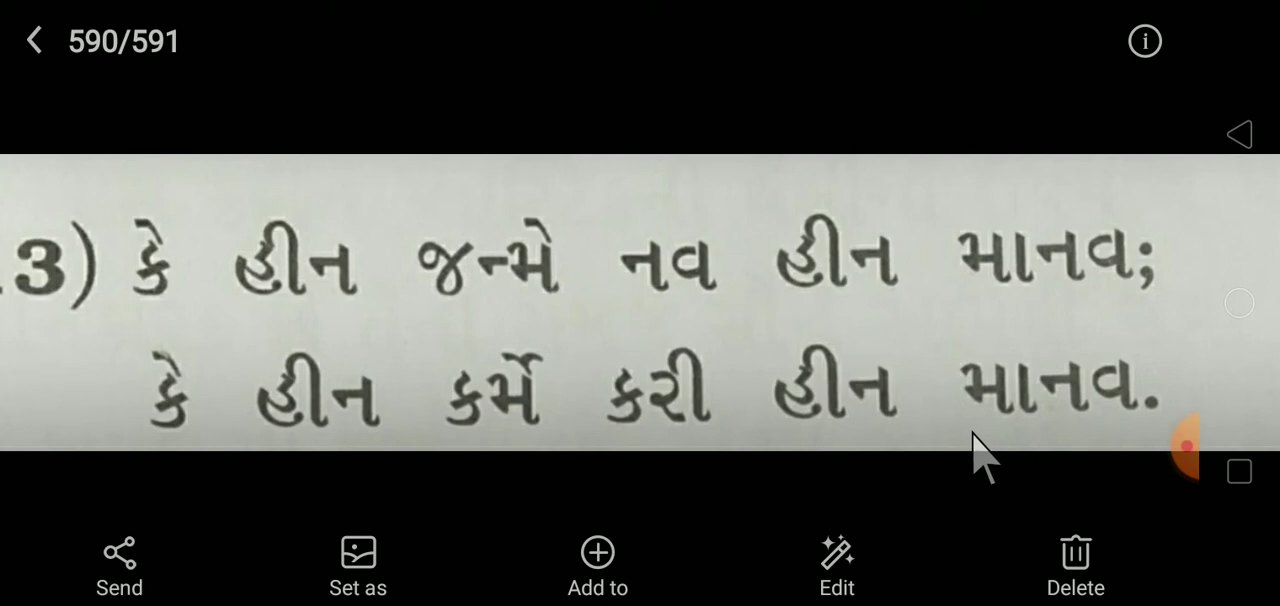 590/591
3) કે હીન જન્મે નવ હીન માનવ;
કે હીન કર્મે કરી હીન માનવ.
Send Set as Add to Edit Delete